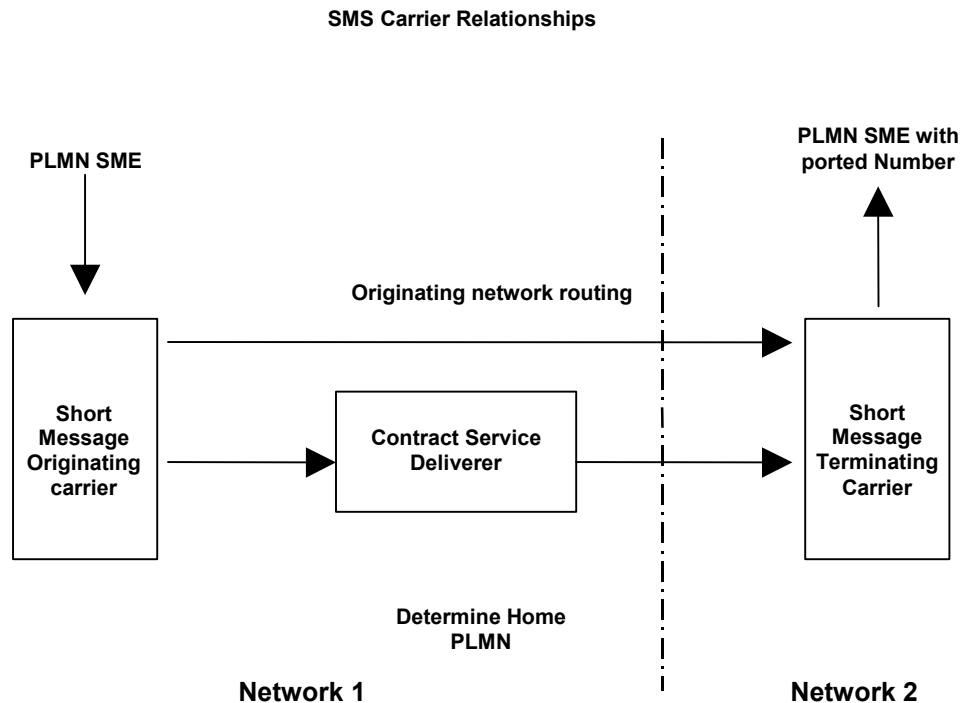 SMS Carrier Relationships
PLMN SME
PLMN SME with
ported Number
Originating network routing
Short
Message
Originating
carrier
Contract Service
Deliverer
Short
Message
Terminating
Carrier
Determine Home
PLMN
Network 1
Network 2